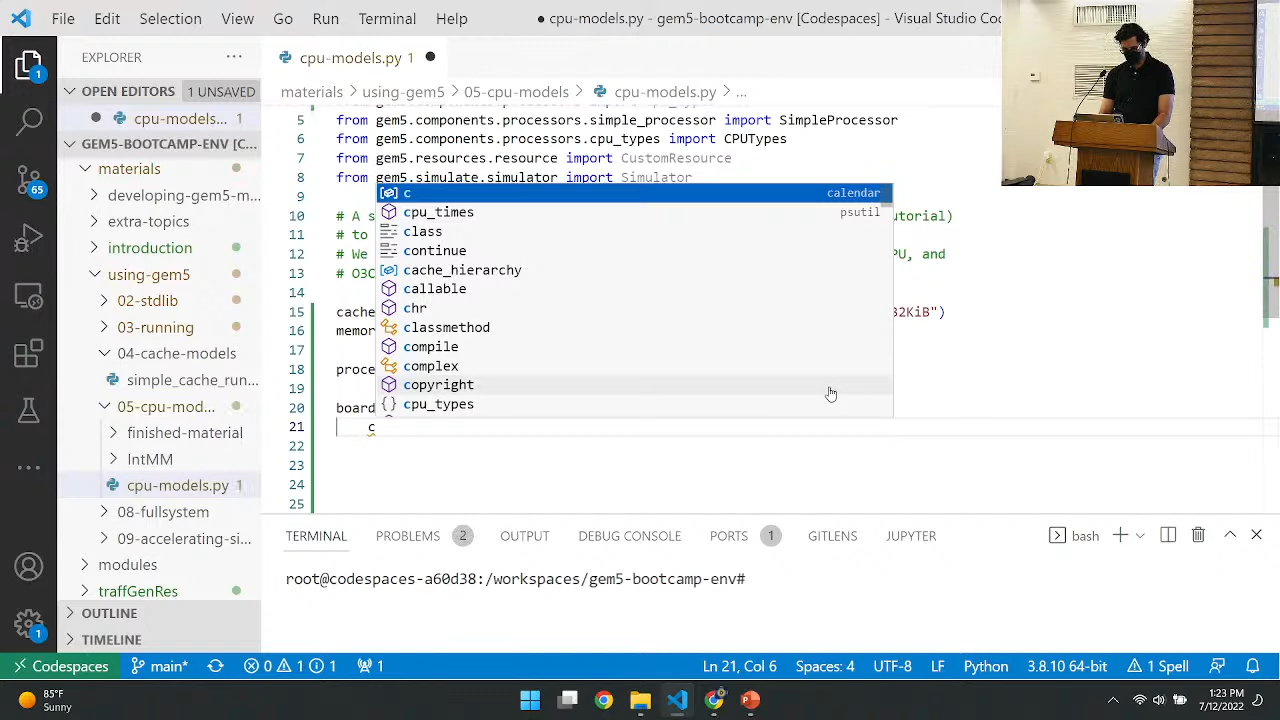 File Edit Selection View Go Run Terminal Help
● cpu-models.py - gem5-bootcamp-env [Codespaces] - Visual Studio Co
EXPLORER ···
cpu-models.py 1 ●
OPEN EDITORS 1 UNSAVED
materials > using-gem5 > 05-cpu-models > cpu-models.py > ...
● cpu-models... 1
GEM5-BOOTCAMP-ENV [C...
materials
developing-gem5-m...
extra-topics
introduction
using-gem5
02-stdlib
03-running
04-cache-models
simple_cache_run...
05-cpu-mod...
finished-material
IntMM
cpu-models.py 1
08-fullsystem
09-accelerating-si...
modules
traffGenRes
OUTLINE
TIMELINE
5 from gem5.components.processors.simple_processor import SimpleProcessor
6 from gem5.components.processors.cpu_types import CPUTypes
7 from gem5.resources.resource import CustomResource
8 from gem5.simulate.simulator import Simulator
9
10 # A s utorial)
11 # to
12 # We PU, and
13 # O3C
14
15 cache 32KiB")
16 memor
17
18 proce
19
20 board
21 c
22
23
24
25
c calendar
cpu_times psutil
class
continue
cache_hierarchy
callable
chr
classmethod
compile
complex
copyright
cpu_types
TERMINAL PROBLEMS 2 OUTPUT DEBUG CONSOLE PORTS 1 GITLENS JUPYTER bash
root@codespaces-a60d38:/workspaces/gem5-bootcamp-env#
1
65
1
Codespaces main* 0 1 1 1 Ln 21, Col 6 Spaces: 4 UTF-8 LF Python 3.8.10 64-bit 1 Spell
85°F
Sunny
1:23 PM
7/12/2022